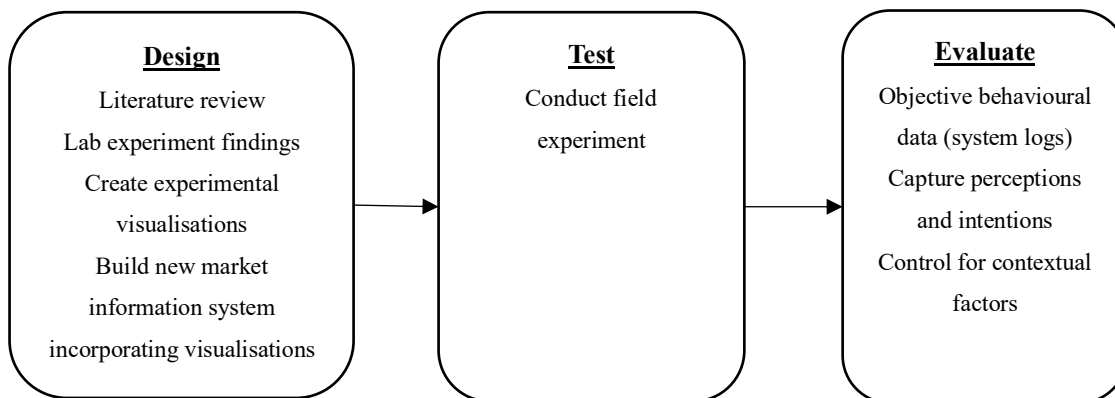 Design
Literature review
Lab experiment findings
Create experimental
visualisations
Build new market
information system
incorporating visualisations
Test
Conduct field
experiment
Evaluate
Objective behavioural
data (system logs)
Capture perceptions
and intentions
Control for contextual
factors